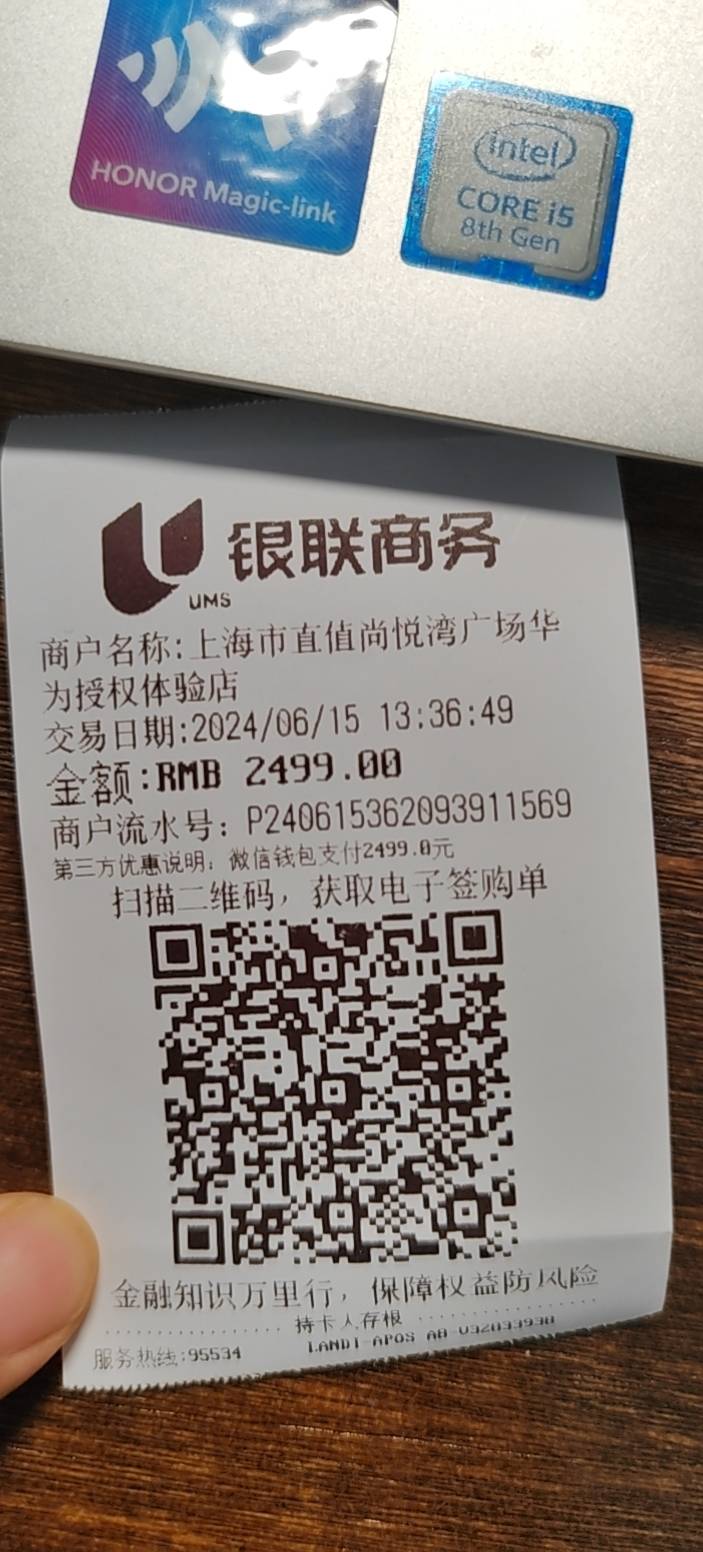 HONOR Magic-link
intel
CORE i5
8th Gen
银联商务
UMS
商户名称:上海市直值尚悦湾广场华
为授权体验店
交易日期:2024/06/15 13:36:49
金额:RMB 2499.00
商户流水号: P240615362093911569
第三方优惠说明: 微信钱包支付2499.0元
扫描二维码, 获取电子签购单
金融知识万里行, 保障权益防风险
持卡人存根
服务热线:95534
LANDI-APOS A8